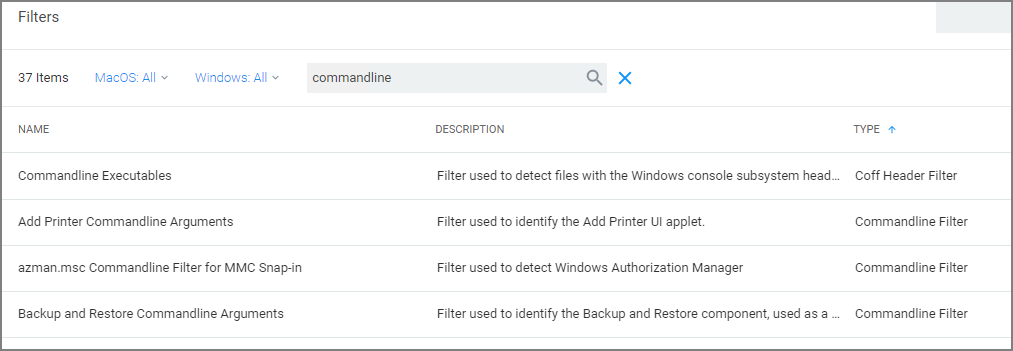 Filters
37 Items MacOS: All Windows: All commandline
NAME DESCRIPTION TYPE
Commandline Executables Filter used to detect files with the Windows console subsystem head... Coff Header Filter
Add Printer Commandline Arguments Filter used to identify the Add Printer UI applet. Commandline Filter
azman.msc Commandline Filter for MMC Snap-in Filter used to detect Windows Authorization Manager Commandline Filter
Backup and Restore Commandline Arguments Filter used to identify the Backup and Restore component, used as a ... Commandline Filter